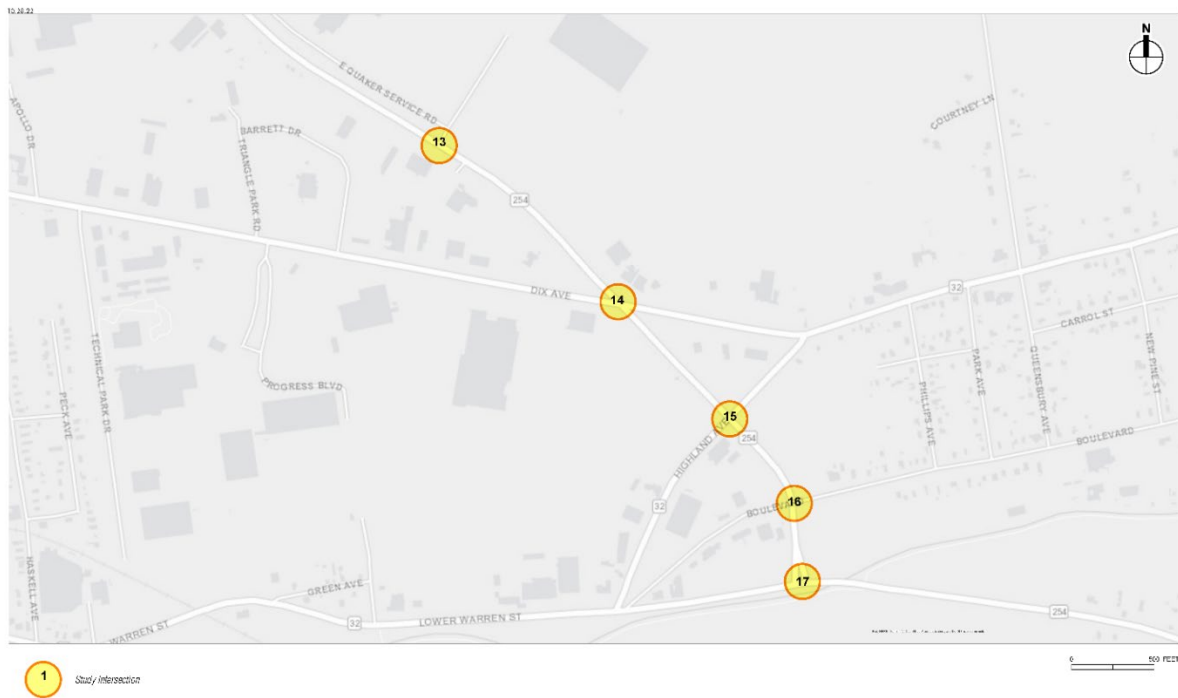 N
E QUAKER SERVICE RD
COURTNEY LN
APOLLO DR
BARRETT DR
13
TRIANGLE PARK RD
254
DIX AVE
14
32
CARROL ST
TECHNICAL PARK DR
PROGRESS BLVD
PECK AVE
PHILLIPS AVE
PARK AVE
QUEENSBURY AVE
NEW PINE ST
15
254
HIGHLAND AVE
BOULEVARD
32
16
BOULEVARD
HASKELL AVE
GREEN AVE
17
WARREN ST
32
LOWER WARREN ST
254
0 500 FEET
1 Study Intersection